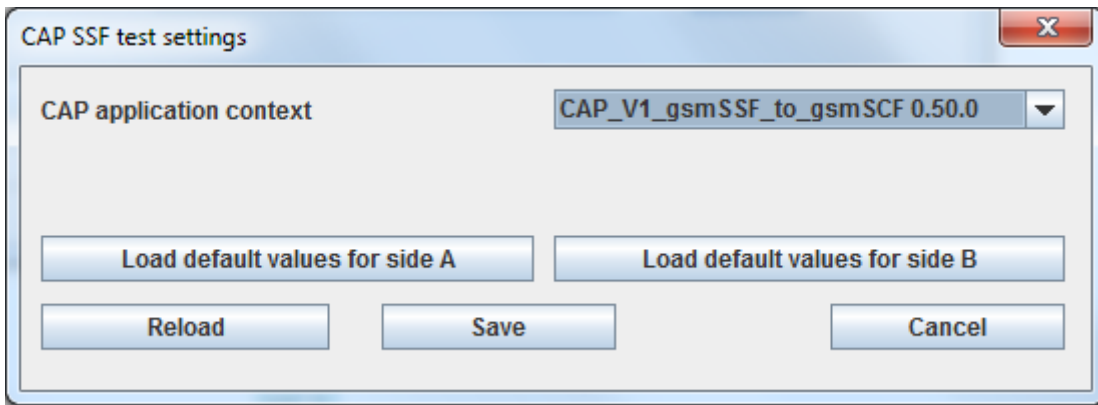 CAP SSF test settings
CAP application context
CAP_V1_gsmSSF_to_gsmSCF 0.50.0
Load default values for side A
Load default values for side B
Reload
Save
Cancel